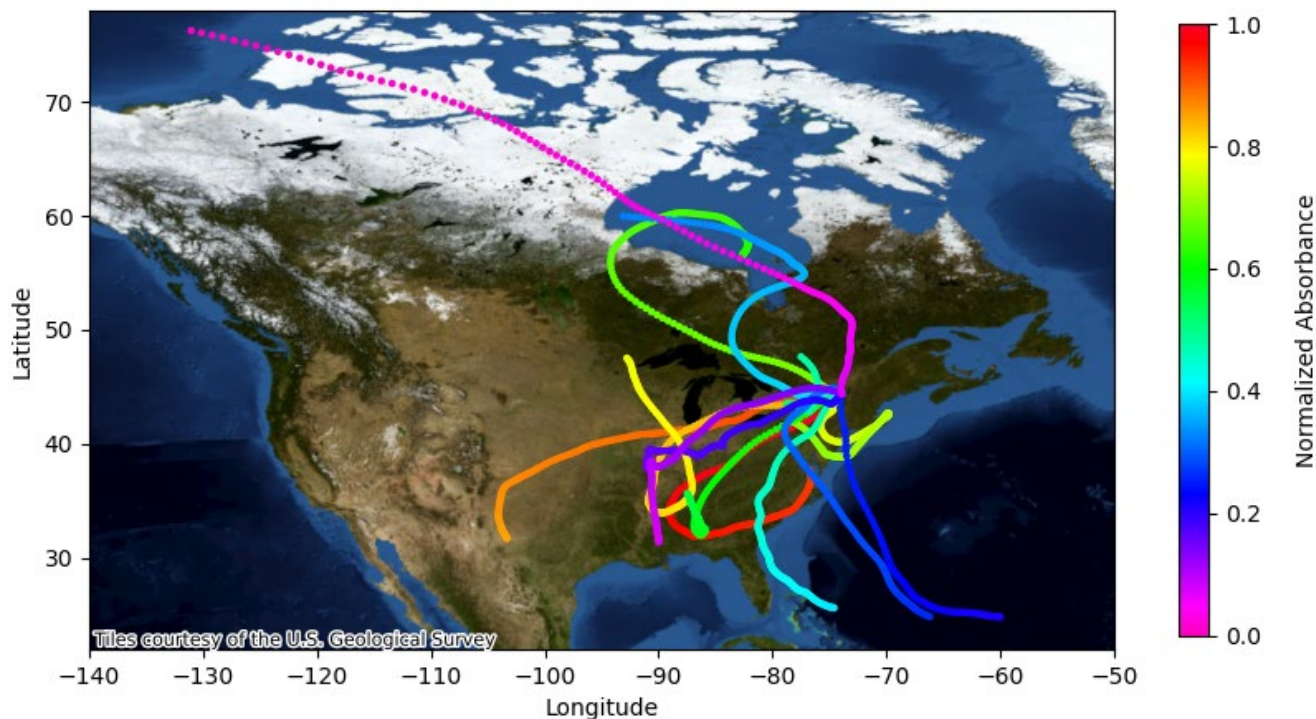 70
60
50
40
30
Latitude
Tiles courtesy of the U.S. Geological Survey
−140 −130 −120 −110 −100 −90 −80 −70 −60 −50
Longitude
1.0
0.8
0.6
0.4
0.2
0.0
Normalized Absorbance